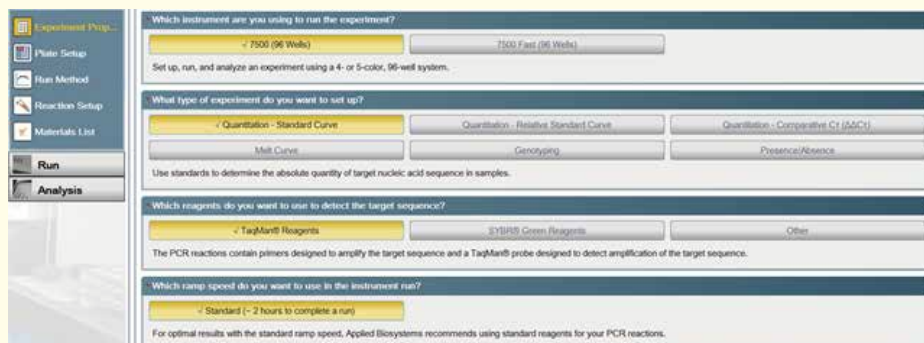 Experiment Prop...
Plate Setup
Run Method
Reaction Setup
Materials List
Run
Analysis
Which instrument are you using to run the experiment?
√ 7500 (96 Wells)
7500 Fast (96 Wells)
Set up, run, and analyze an experiment using a 4- or 5-color, 96-well system.
What type of experiment do you want to set up?
√ Quantitation - Standard Curve
Quantitation - Relative Standard Curve
Quantitation - Comparative CT (ΔΔCT)
Melt Curve
Genotyping
Presence/Absence
Use standards to determine the absolute quantity of target nucleic acid sequence in samples.
Which reagents do you want to use to detect the target sequence?
√ TaqMan® Reagents
SYBR® Green Reagents
Other
The PCR reactions contain primers designed to amplify the target sequence and a TaqMan® probe designed to detect amplification of the target sequence.
Which ramp speed do you want to use in the instrument run?
√ Standard (~ 2 hours to complete a run)
For optimal results with the standard ramp speed, Applied Biosystems recommends using standard reagents for your PCR reactions.